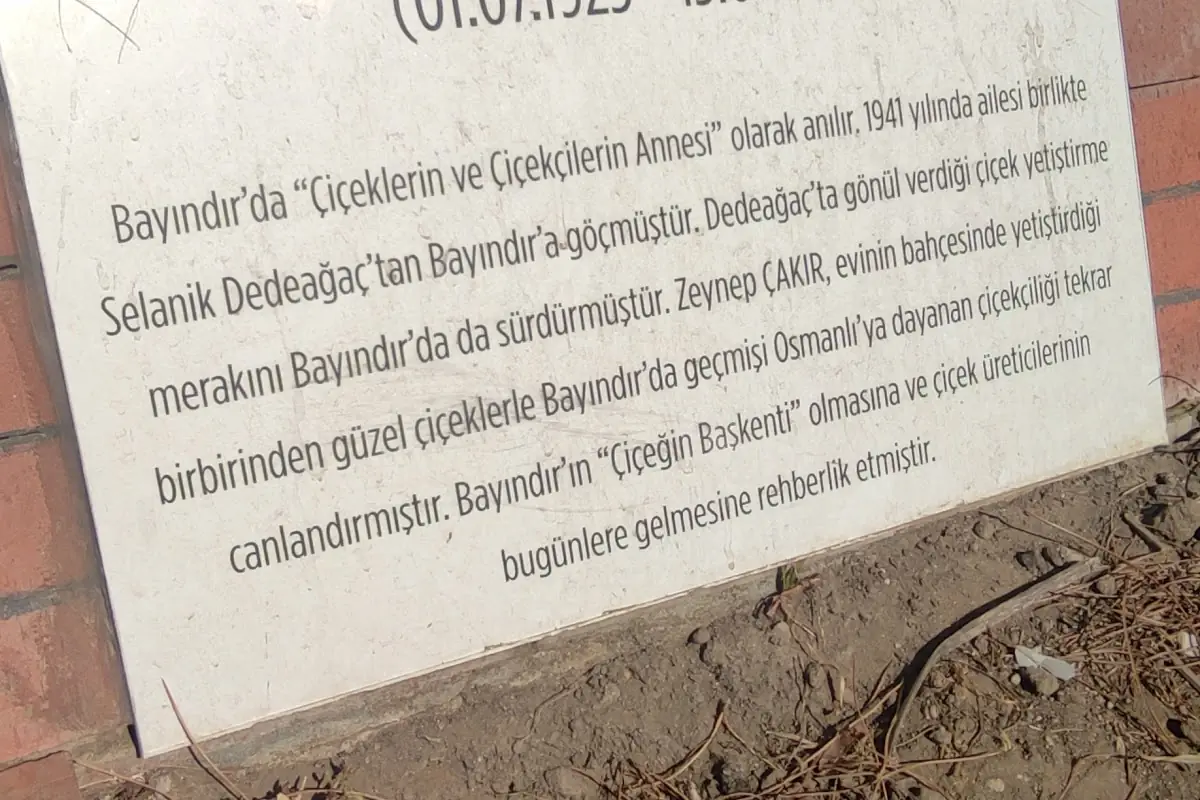 (01.07.1925
Bayındır’da “Çiçeklerin ve Çiçekçilerin Annesi” olarak anılır. 1941 yılında ailesi birlikte
Selanik Dedeağaç’tan Bayındır’a göçmüştür. Dedeağaç’ta gönül verdiği çiçek yetiştirme
merakını Bayındır’da da sürdürmüştür. Zeynep ÇAKIR, evinin bahçesinde yetiştirdiği
birbirinden güzel çiçeklerle Bayındır’da geçmişi Osmanlı’ya dayanan çiçekçiliği tekrar
canlandırmıştır. Bayındır’ın “Çiçeğin Başkenti” olmasına ve çiçek üreticilerinin
bugünlere gelmesine rehberlik etmiştir.